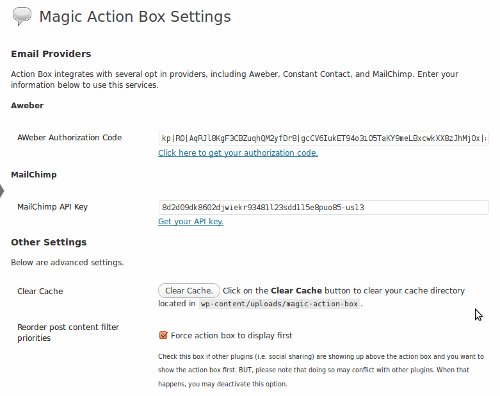 Magic Action Box Settings
Email Providers
Action Box integrates with several opt in providers, including Aweber, Constant Contact, and MailChimp. Enter your
information below to use this services.
Aweber
AWeber Authorization Code
Click here to get your authorization code.
MailChimp
MailChimp API Key
Get your API key.
Other Settings
Below are advanced settings.
Clear Cache
Clear Cache. Click on the Clear Cache button to clear your cache directory
located in wp-content/uploads/magic-action-box.
Reorder post content filter
priorities
Force action box to display first
Check this box if other plugins (i.e. social sharing) are showing up above the action box and you want to
show the action box first. BUT, please note that doing so may conflict with other plugins. When that
happens, you may deactivate this option.